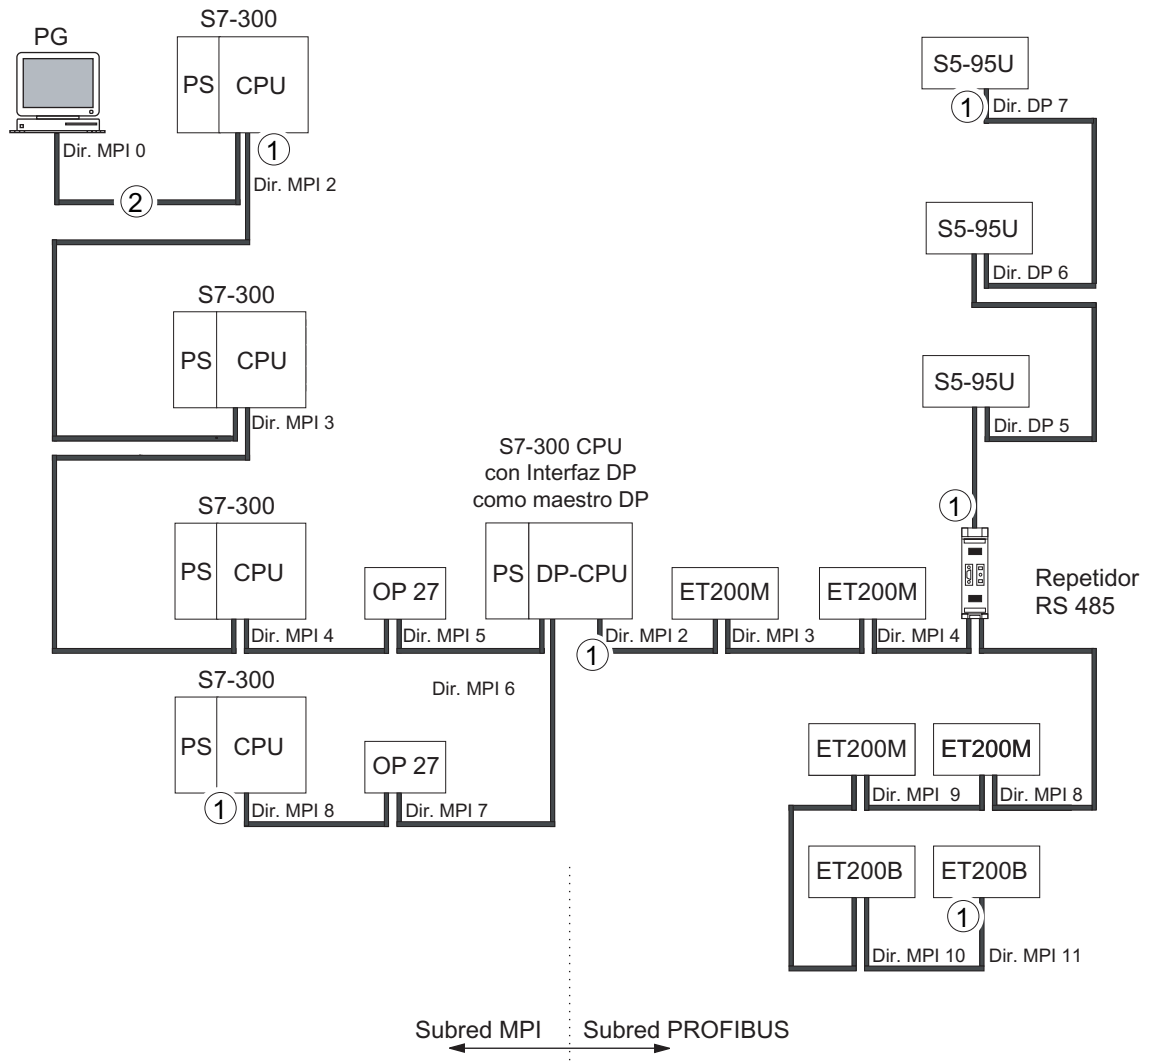 S7-300
PG
PS
CPU
Dir. MPI 0
1
Dir. MPI 2
2
S7-300
PS
CPU
Dir. MPI 3
S7-300
PS
CPU
Dir. MPI 4
OP 27
Dir. MPI 5
S7-300 CPU
con Interfaz DP
como maestro DP
PS
DP-CPU
Dir. MPI 6
S7-300
PS
CPU
1
Dir. MPI 8
OP 27
Dir. MPI 7
1
Dir. MPI 2
ET200M
Dir. MPI 3
ET200M
Dir. MPI 4
S5-95U
1
Dir. DP 7
S5-95U
Dir. DP 6
S5-95U
Dir. DP 5
1
Repetidor
RS 485
ET200M
ET200M
Dir. MPI 9
Dir. MPI 8
ET200B
ET200B
1
Dir. MPI 10
Dir. MPI 11
Subred MPI
Subred PROFIBUS